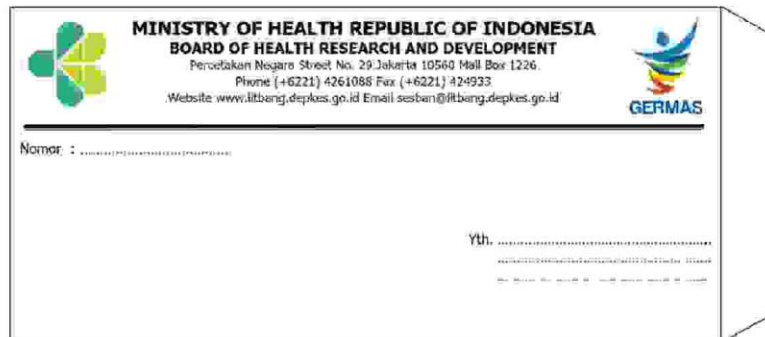 MINISTRY OF HEALTH REPUBLIC OF INDONESIA
BOARD OF HEALTH RESEARCH AND DEVELOPMENT
Percetakan Negara Street No. 29 Jakarta 10560 Mail Box 1226
Phone (+6221) 4261088 Fax (+6221) 424933
Website www.litbang.depkes.go.id Email sesban@litbang.depkes.go.id
GERMAS
Nomor :
Yth.